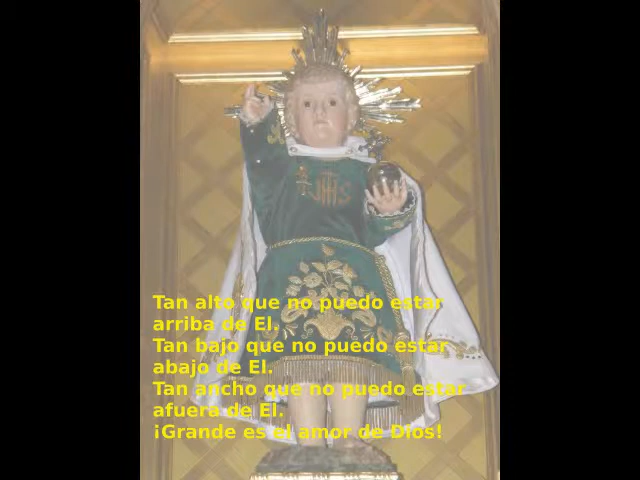 JHS
Tan alto que no puedo estar
arriba de El.
Tan bajo que no puedo estar
abajo de El.
Tan ancho que no puedo estar
afuera de El.
¡Grande es el amor de Dios!